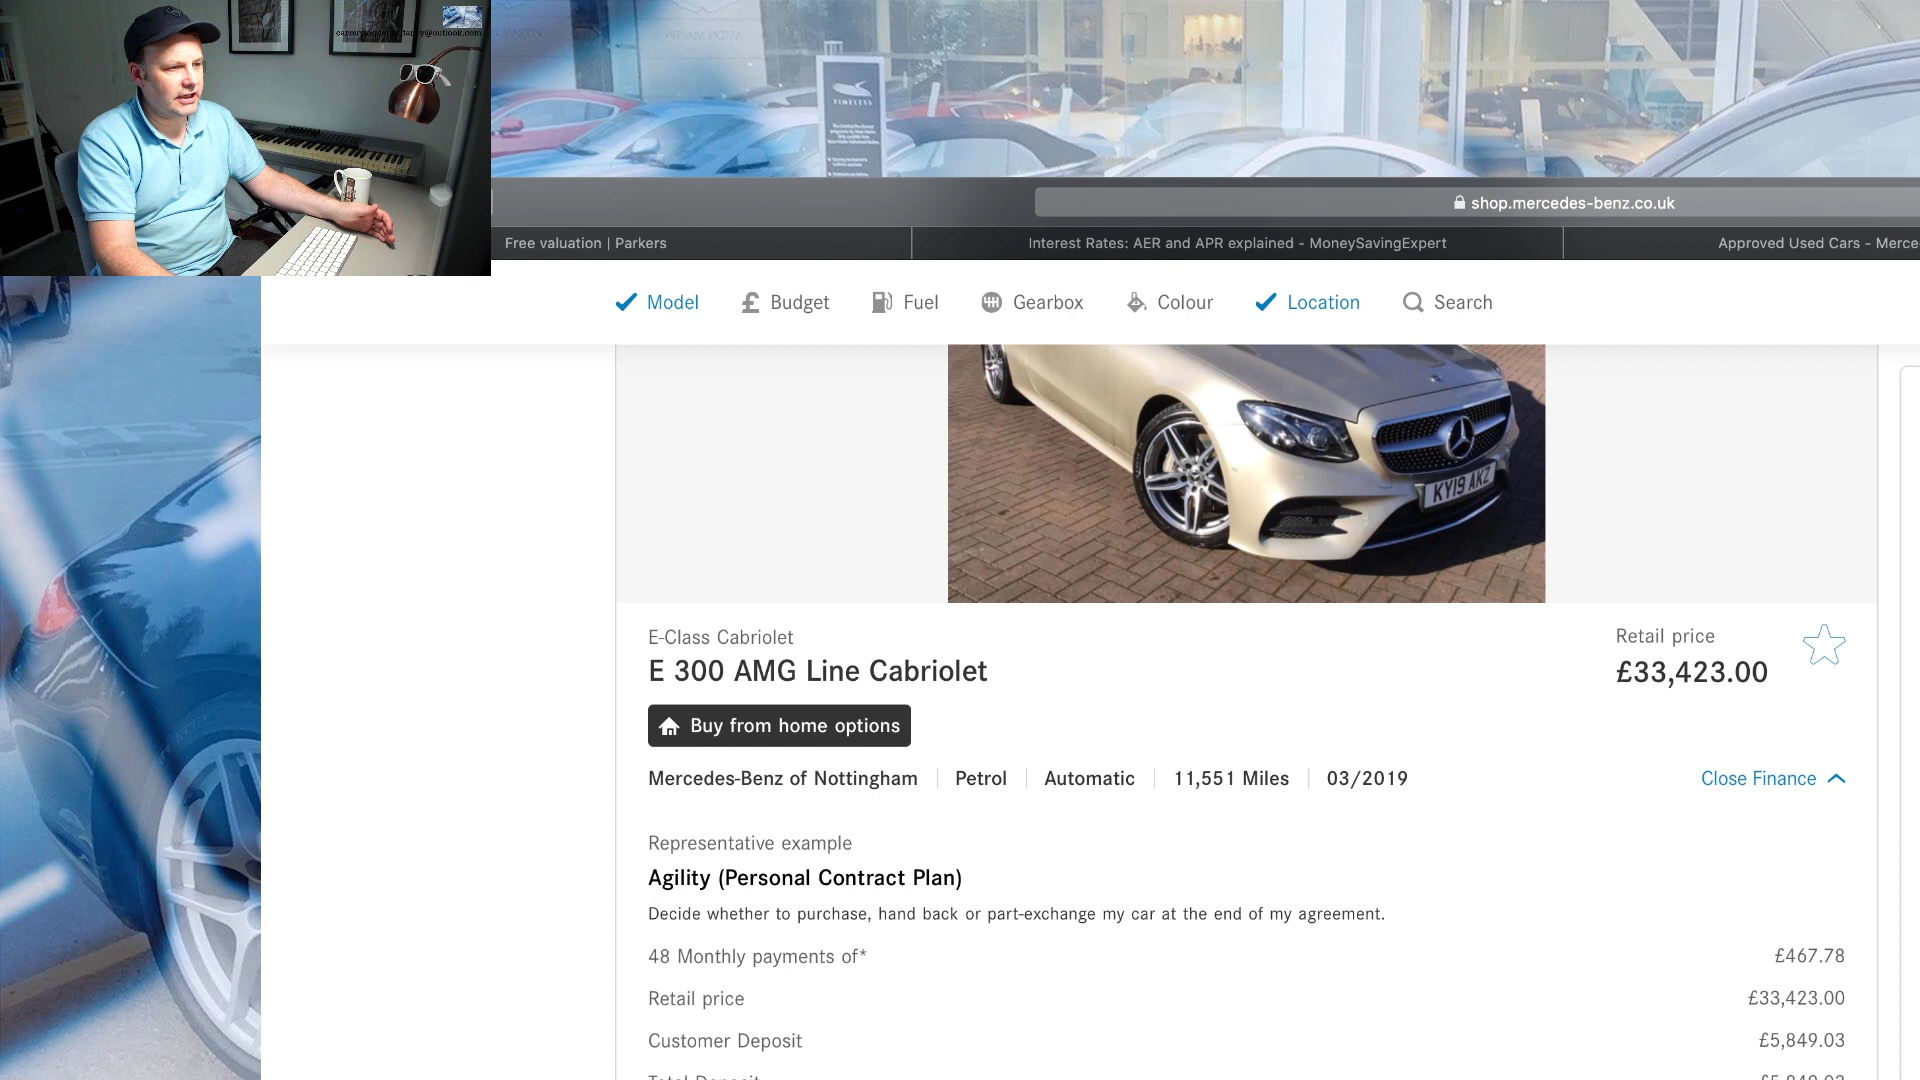 TIMELESS
shop.mercedes-benz.co.uk
Free valuation | Parkers
Interest Rates: AER and APR explained - MoneySavingExpert
Approved Used Cars - Merce
Model
Budget
Fuel
Gearbox
Colour
Location
Search
KY19 AKZ
E-Class Cabriolet
Retail price
E 300 AMG Line Cabriolet
£33,423.00
Buy from home options
Mercedes-Benz of Nottingham | Petrol | Automatic | 11,551 Miles | 03/2019
Close Finance
Representative example
Agility (Personal Contract Plan)
Decide whether to purchase, hand back or part-exchange my car at the end of my agreement.
48 Monthly payments of* £467.78
Retail price £33,423.00
Customer Deposit £5,849.03